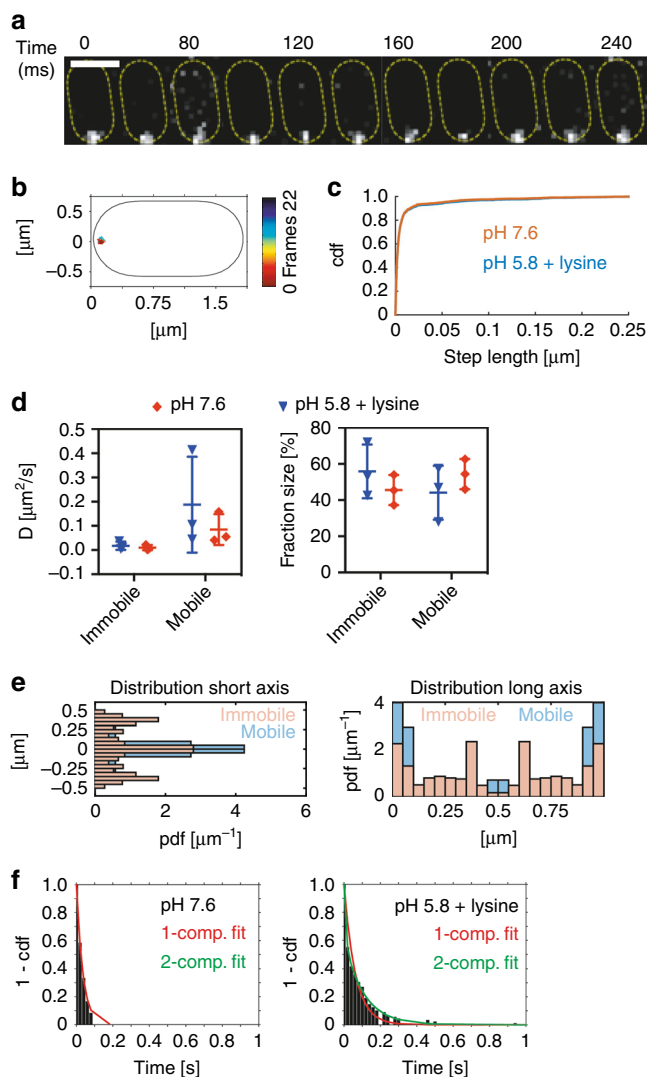 a
Time (ms) 0 80 120 160 200 240
b
[µm]
0.75
0
−0.75
0 0.75 1.5
[µm]
0 Frames 22
c
cdf
1.0
0.8
0.6
0.4
0.2
0
pH 7.6
pH 5.8 + lysine
0 0.05 0.1 0.15 0.2 0.25
Step length [µm]
d
pH 7.6 pH 5.8 + lysine
D [µm²/s]
0.5
0.4
0.3
0.2
0.1
0.0
−0.1
Immobile Mobile
Fraction size [%]
80
60
40
20
0
Immobile Mobile
e
Distribution short axis
[µm]
0.5
0.25
0
−0.25
−0.5
Immobile
Mobile
0 2 4 6
pdf [µm⁻¹]
Distribution long axis
pdf [µm⁻¹]
4
2
0
Immobile Mobile
0 0.25 0.5 0.75
[µm]
f
1 - cdf
1.0
0.8
0.6
0.4
0.2
0
pH 7.6
1-comp. fit
2-comp. fit
0 0.2 0.4 0.6 0.8 1
Time [s]
1 - cdf
1.0
0.8
0.6
0.4
0.2
0
pH 5.8 + lysine
1-comp. fit
2-comp. fit
0 0.2 0.4 0.6 0.8 1
Time [s]